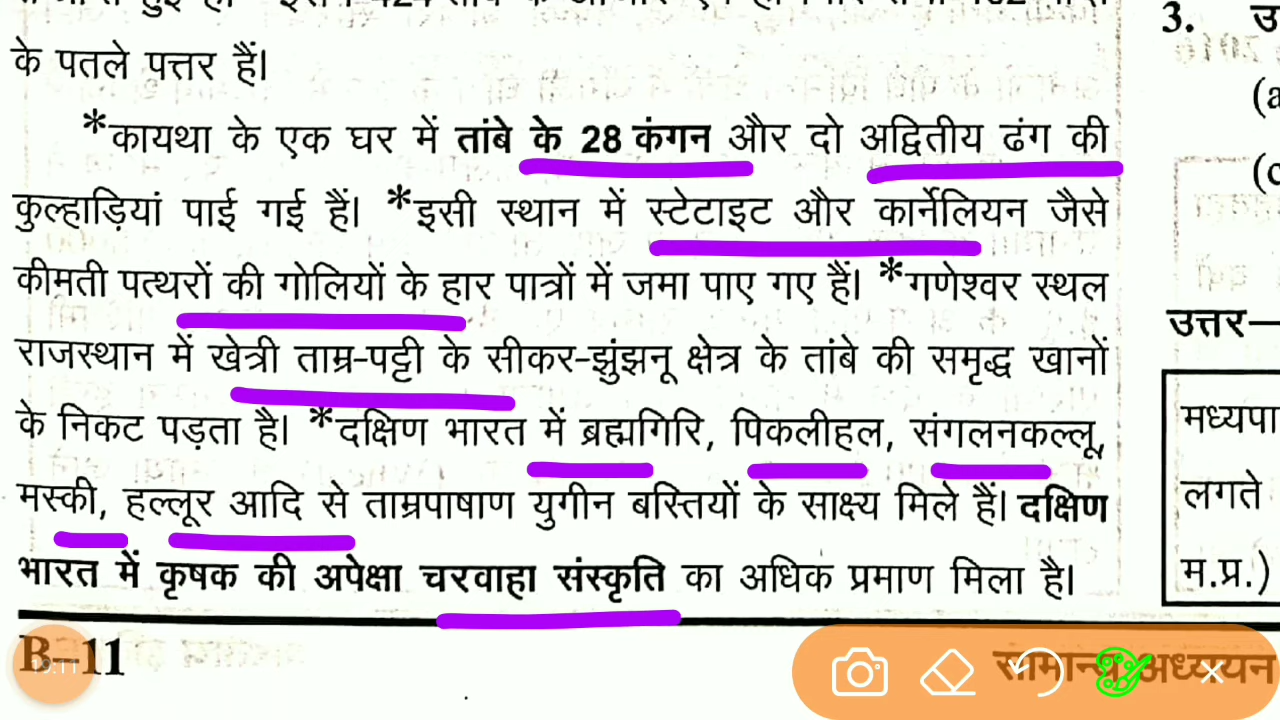 के पतले पत्तर हैं।
*कायथा के एक घर में तांबे के 28 कंगन और दो अद्वितीय ढंग की
कुल्हाड़ियां पाई गई हैं। *इसी स्थान में स्टेटाइट और कार्नेलियन जैसे
कीमती पत्थरों की गोलियों के हार पात्रों में जमा पाए गए हैं। *गणेश्वर स्थल
राजस्थान में खेत्री ताम्र-पट्टी के सीकर-झुंझनू क्षेत्र के तांबे की समृद्ध खानों
के निकट पड़ता है। *दक्षिण भारत में ब्रह्मगिरि, पिकलीहल, संगलनकल्लू,
मस्की, हल्लूर आदि से ताम्रपाषाण युगीन बस्तियों के साक्ष्य मिले हैं। दक्षिण
भारत में कृषक की अपेक्षा चरवाहा संस्कृति का अधिक प्रमाण मिला है।
B–11
सामान्य अध्ययन
3.
उत्तर—
मध्यपा
लगते
म.प्र.)